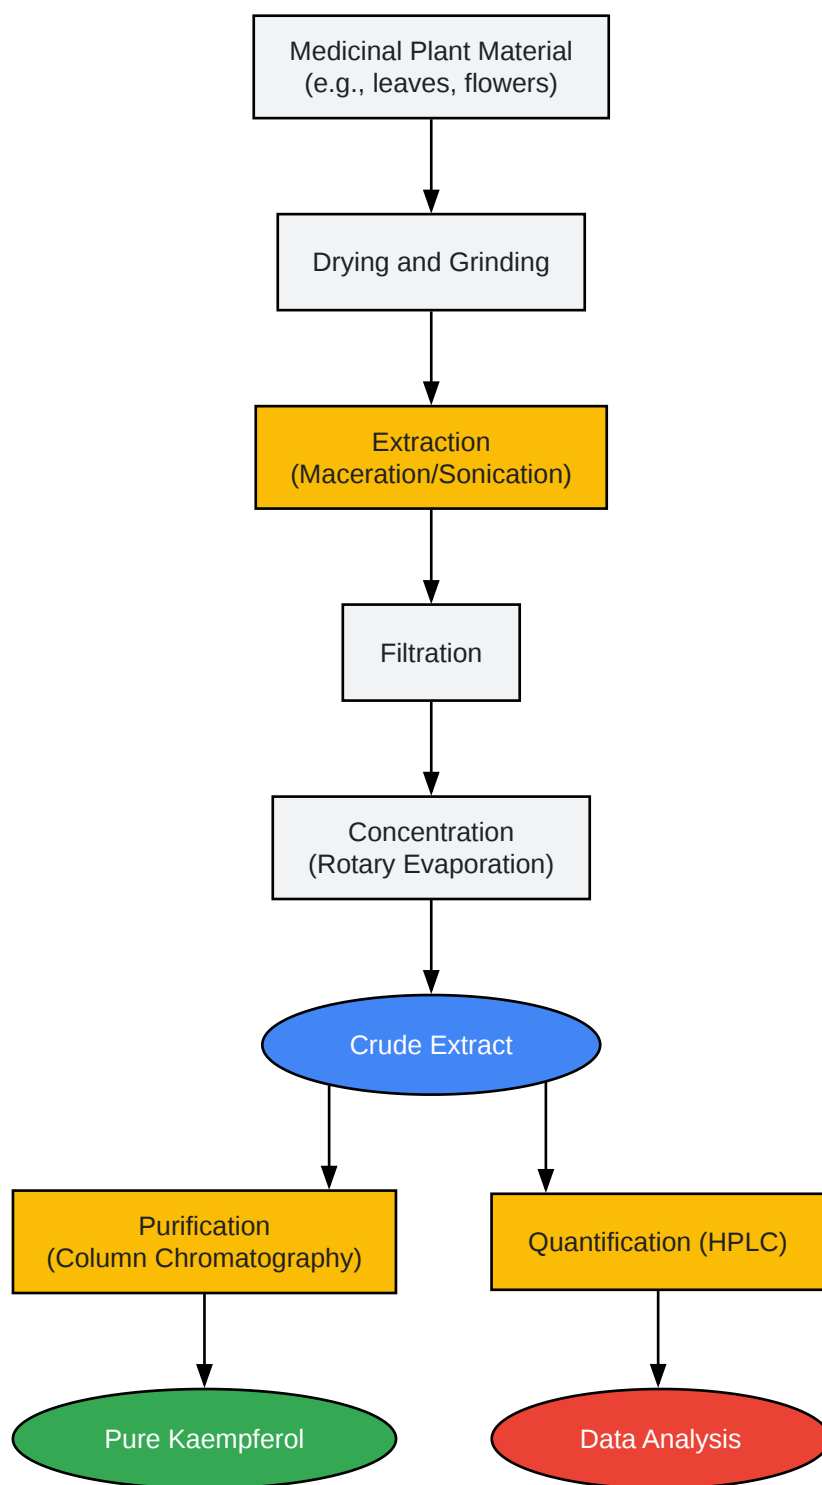 Medicinal Plant Material
(e.g., leaves, flowers)
Drying and Grinding
Extraction
(Maceration/Sonication)
Filtration
Concentration
(Rotary Evaporation)
Crude Extract
Purification
(Column Chromatography)
Quantification (HPLC)
Pure Kaempferol
Data Analysis